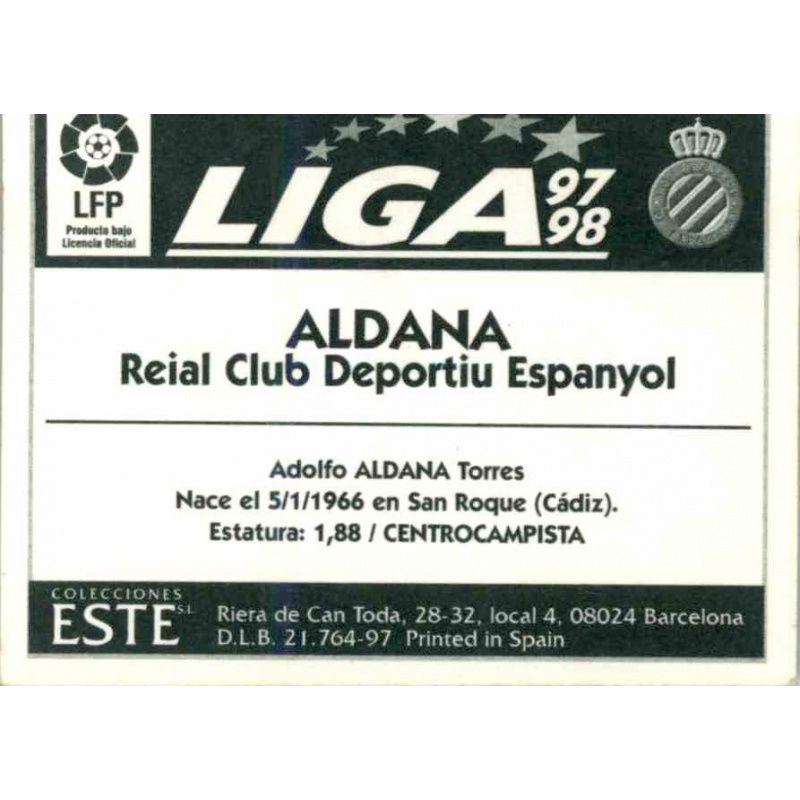 LFP
Producto bajo
Licencia Oficial
LIGA 97
98
ALDANA
Reial Club Deportiu Espanyol
Adolfo ALDANA Torres
Nace el 5/1/1966 en San Roque (Cádiz).
Estatura: 1,88 / CENTROCAMPISTA
COLECCIONES
ESTE S.L.
Riera de Can Toda, 28-32, local 4, 08024 Barcelona
D.L.B. 21.764-97 Printed in Spain